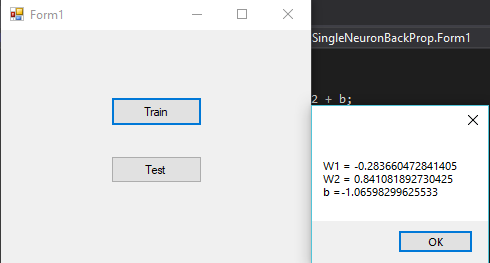 Form1
SingleNeuronBackProp.Form1
2 + b;
Train
Test
W1 = -0.283660472841405
W2 = 0.841081892730425
b =-1.06598299625533
OK